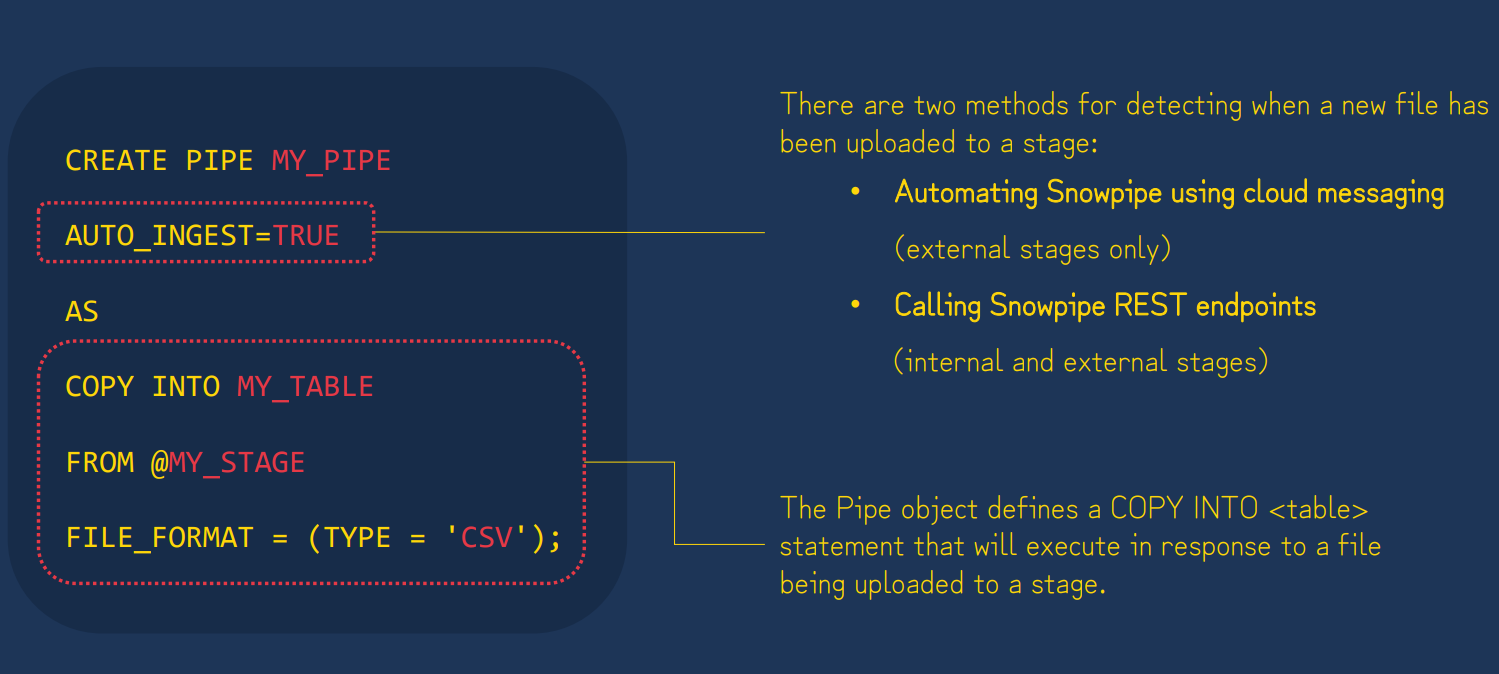 CREATE PIPE MY_PIPE
AUTO_INGEST=TRUE
AS
COPY INTO MY_TABLE
FROM @MY_STAGE
FILE_FORMAT = (TYPE = 'CSV');
There are two methods for detecting when a new file has
been uploaded to a stage:
• Automating Snowpipe using cloud messaging
(external stages only)
• Calling Snowpipe REST endpoints
(internal and external stages)
The Pipe object defines a COPY INTO <table>
statement that will execute in response to a file
being uploaded to a stage.